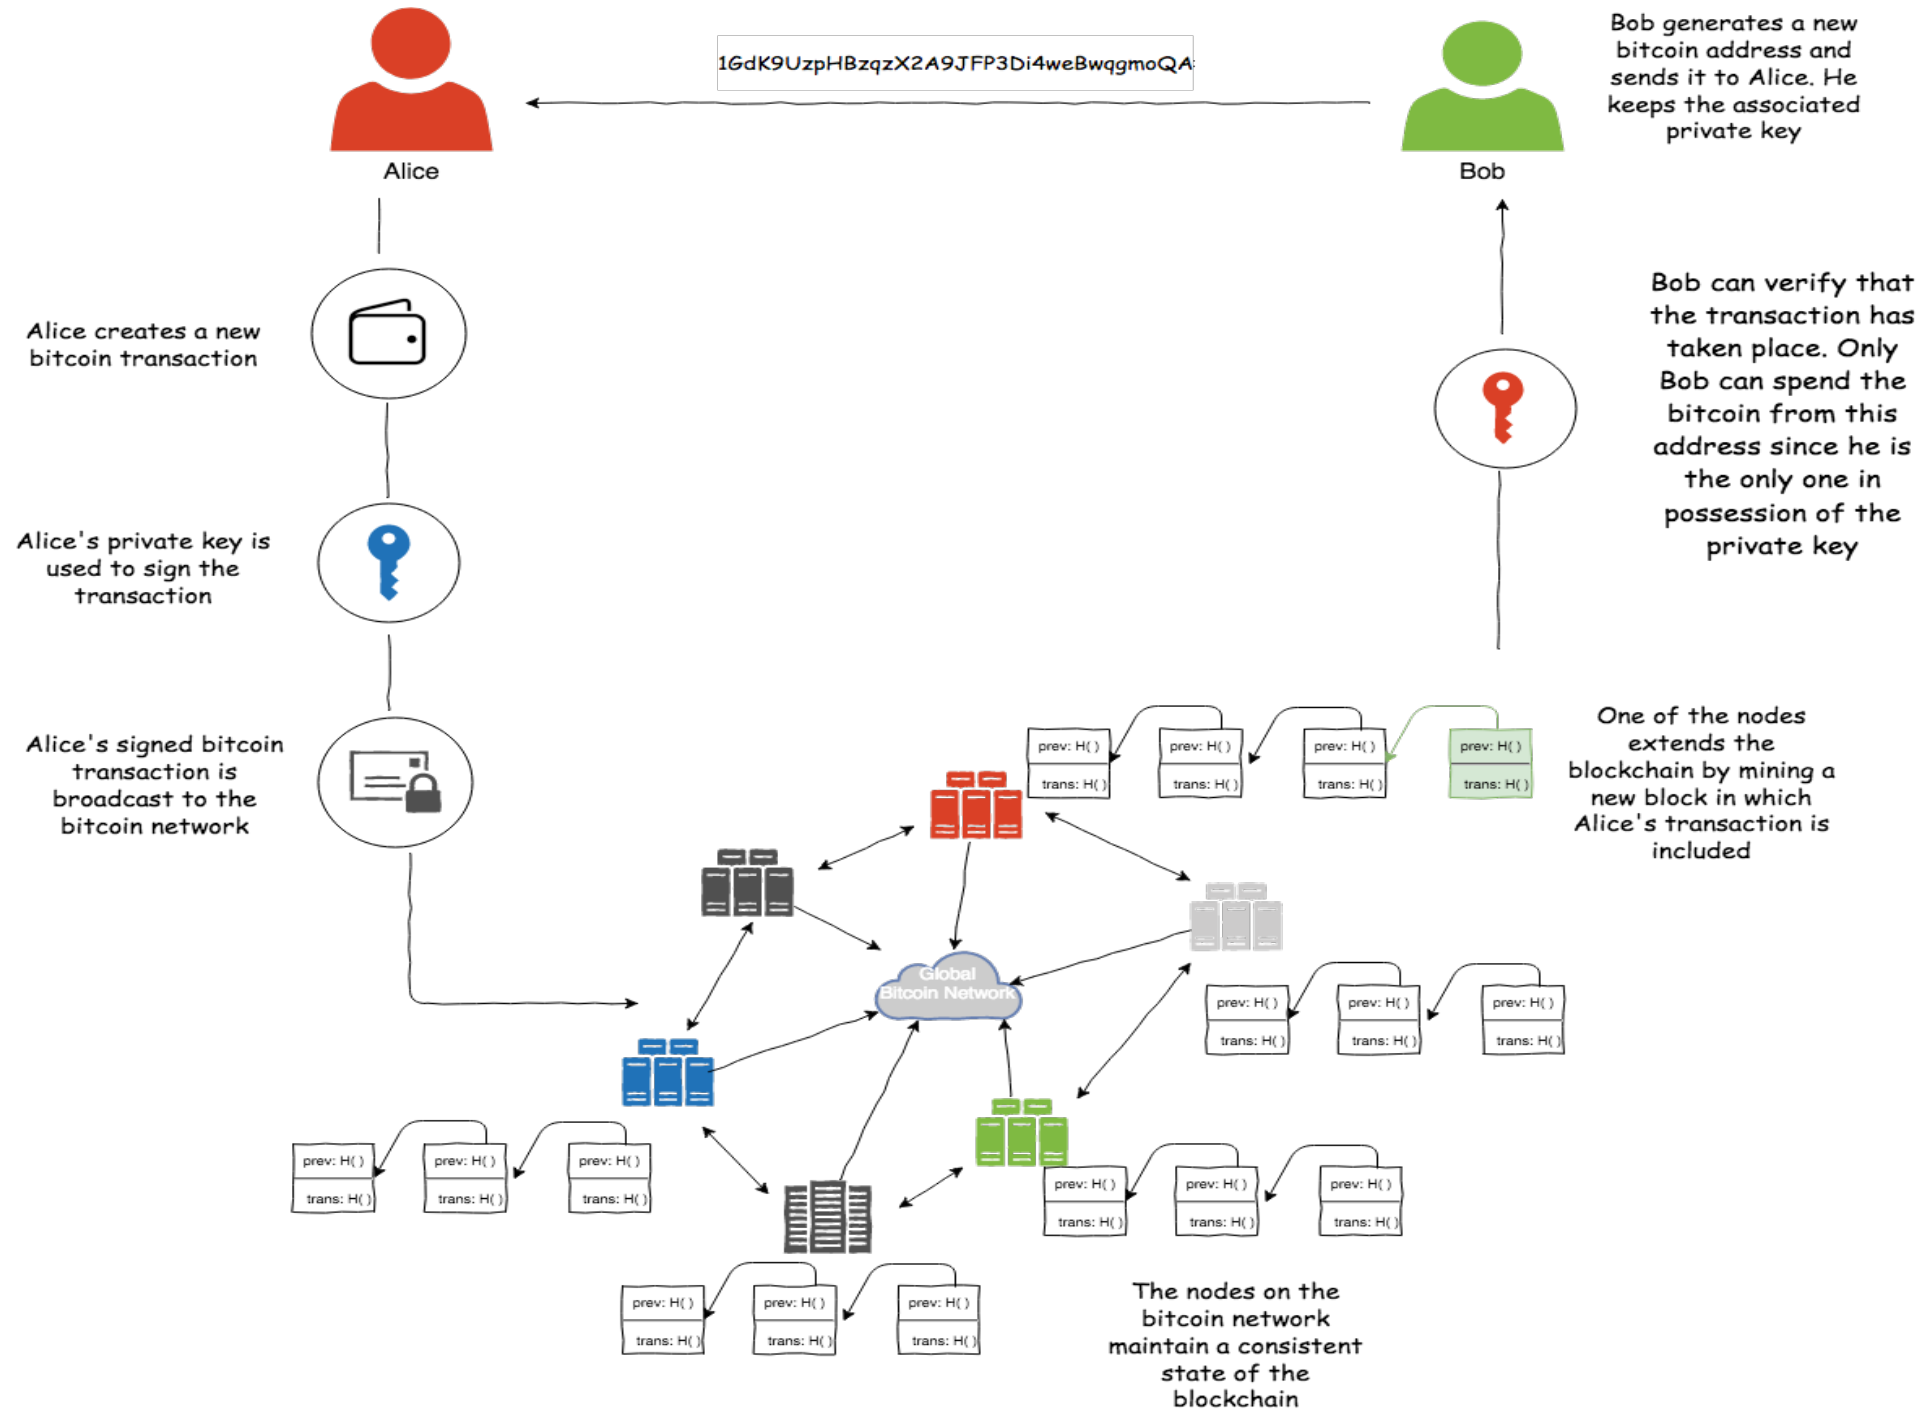 1GdK9UzpHBzqzX2A9JFP3Di4weBwqgmoQA
Alice
Bob
Bob generates a new
bitcoin address and
sends it to Alice. He
keeps the associated
private key
Alice creates a new
bitcoin transaction
Bob can verify that
the transaction has
taken place. Only
Bob can spend the
bitcoin from this
address since he is
the only one in
possession of the
private key
Alice's private key is
used to sign the
transaction
Alice's signed bitcoin
transaction is
broadcast to the
bitcoin network
prev: H( )
trans: H( )
prev: H( )
trans: H( )
prev: H( )
trans: H( )
prev: H( )
trans: H( )
One of the nodes
extends the
blockchain by mining a
new block in which
Alice's transaction is
included
Global
Bitcoin Network
prev: H( )
trans: H( )
prev: H( )
trans: H( )
prev: H( )
trans: H( )
prev: H( )
trans: H( )
prev: H( )
trans: H( )
prev: H( )
trans: H( )
prev: H( )
trans: H( )
prev: H( )
trans: H( )
prev: H( )
trans: H( )
prev: H( )
trans: H( )
prev: H( )
trans: H( )
prev: H( )
trans: H( )
The nodes on the
bitcoin network
maintain a consistent
state of the
blockchain